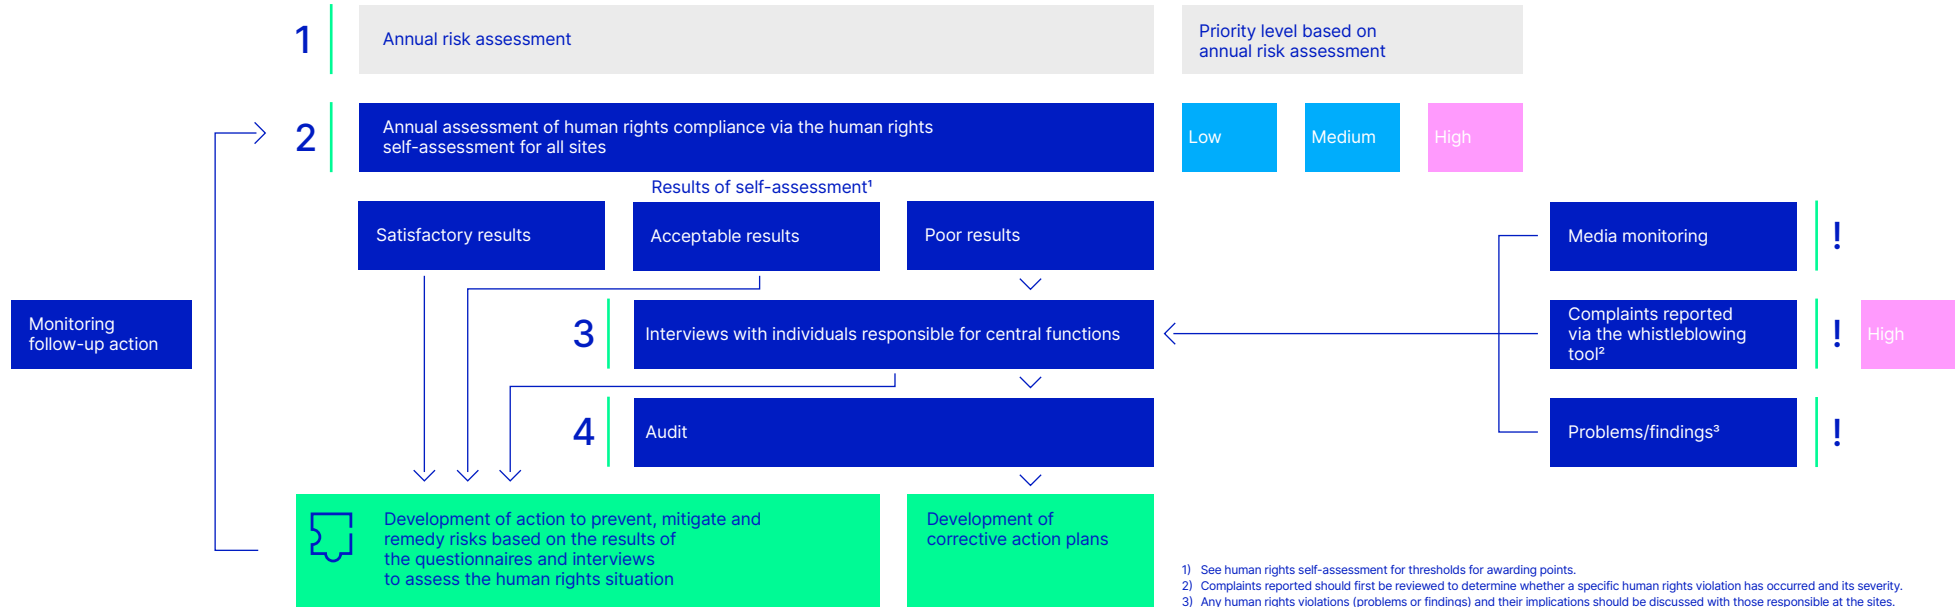 1
Annual risk assessment
Priority level based on
annual risk assessment
2
Annual assessment of human rights compliance via the human rights
self-assessment for all sites
Low
Medium
High
Results of self-assessment¹
Satisfactory results
Acceptable results
Poor results
Media monitoring
!
Monitoring
follow-up action
3
Interviews with individuals responsible for central functions
Complaints reported
via the whistleblowing
tool²
!
High
4
Audit
Problems/findings³
!
Development of action to prevent, mitigate and
remedy risks based on the results of
the questionnaires and interviews
to assess the human rights situation
Development of
corrective action plans
1) See human rights self-assessment for thresholds for awarding points.
2) Complaints reported should first be reviewed to determine whether a specific human rights violation has occurred and its severity.
3) Any human rights violations (problems or findings) and their implications should be discussed with those responsible at the sites.